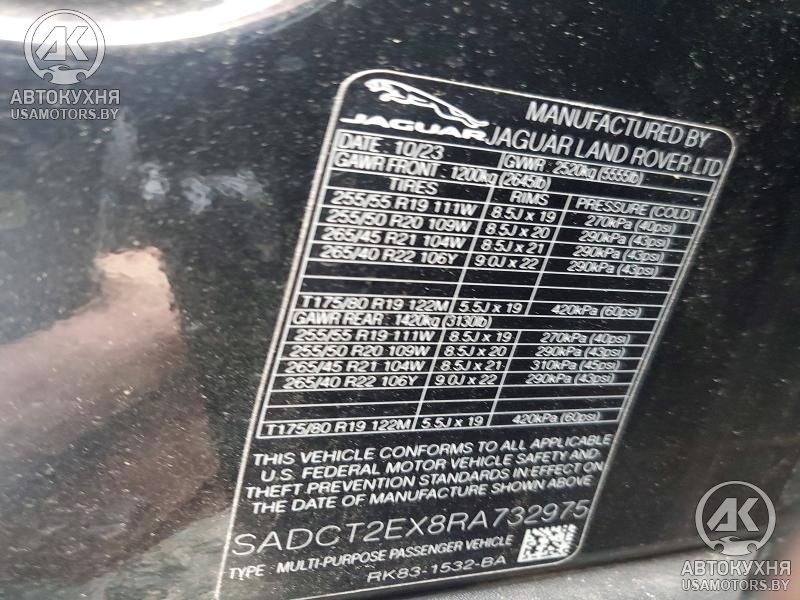 AK
АВТОКУХНЯ
USAMOTORS.BY
JAGUAR
MANUFACTURED BY
JAGUAR LAND ROVER LTD
DATE: 10/23 GVWR: 2520kg (5555lb)
GAWR FRONT: 1200kg (2645lb)
TIRES RIMS PRESSURE (COLD)
255/55 R19 111W 8.5J x 19 270kPa (40psi)
255/50 R20 109W 8.5J x 20 290kPa (43psi)
265/45 R21 104W 8.5J x 21 290kPa (43psi)
265/40 R22 106Y 9.0J x 22 290kPa (43psi)
T175/80 R19 122M 5.5J x 19 420kPa (60psi)
GAWR REAR : 1420kg (3130lb)
255/55 R19 111W 8.5J x 19 270kPa (40psi)
255/50 R20 109W 8.5J x 20 290kPa (43psi)
265/45 R21 104W 8.5J x 21 310kPa (45psi)
265/40 R22 106Y 9.0J x 22 290kPa (43psi)
T175/80 R19 122M 5.5J x 19 420kPa (60psi)
THIS VEHICLE CONFORMS TO ALL APPLICABLE
U.S. FEDERAL MOTOR VEHICLE SAFETY AND
THEFT PREVENTION STANDARDS IN EFFECT ON
THE DATE OF MANUFACTURE SHOWN ABOVE
SADCT2EX8RA732975
TYPE : MULTI-PURPOSE PASSENGER VEHICLE
RK83-1532-BA
AK
АВТОКУХНЯ
USAMOTORS.BY